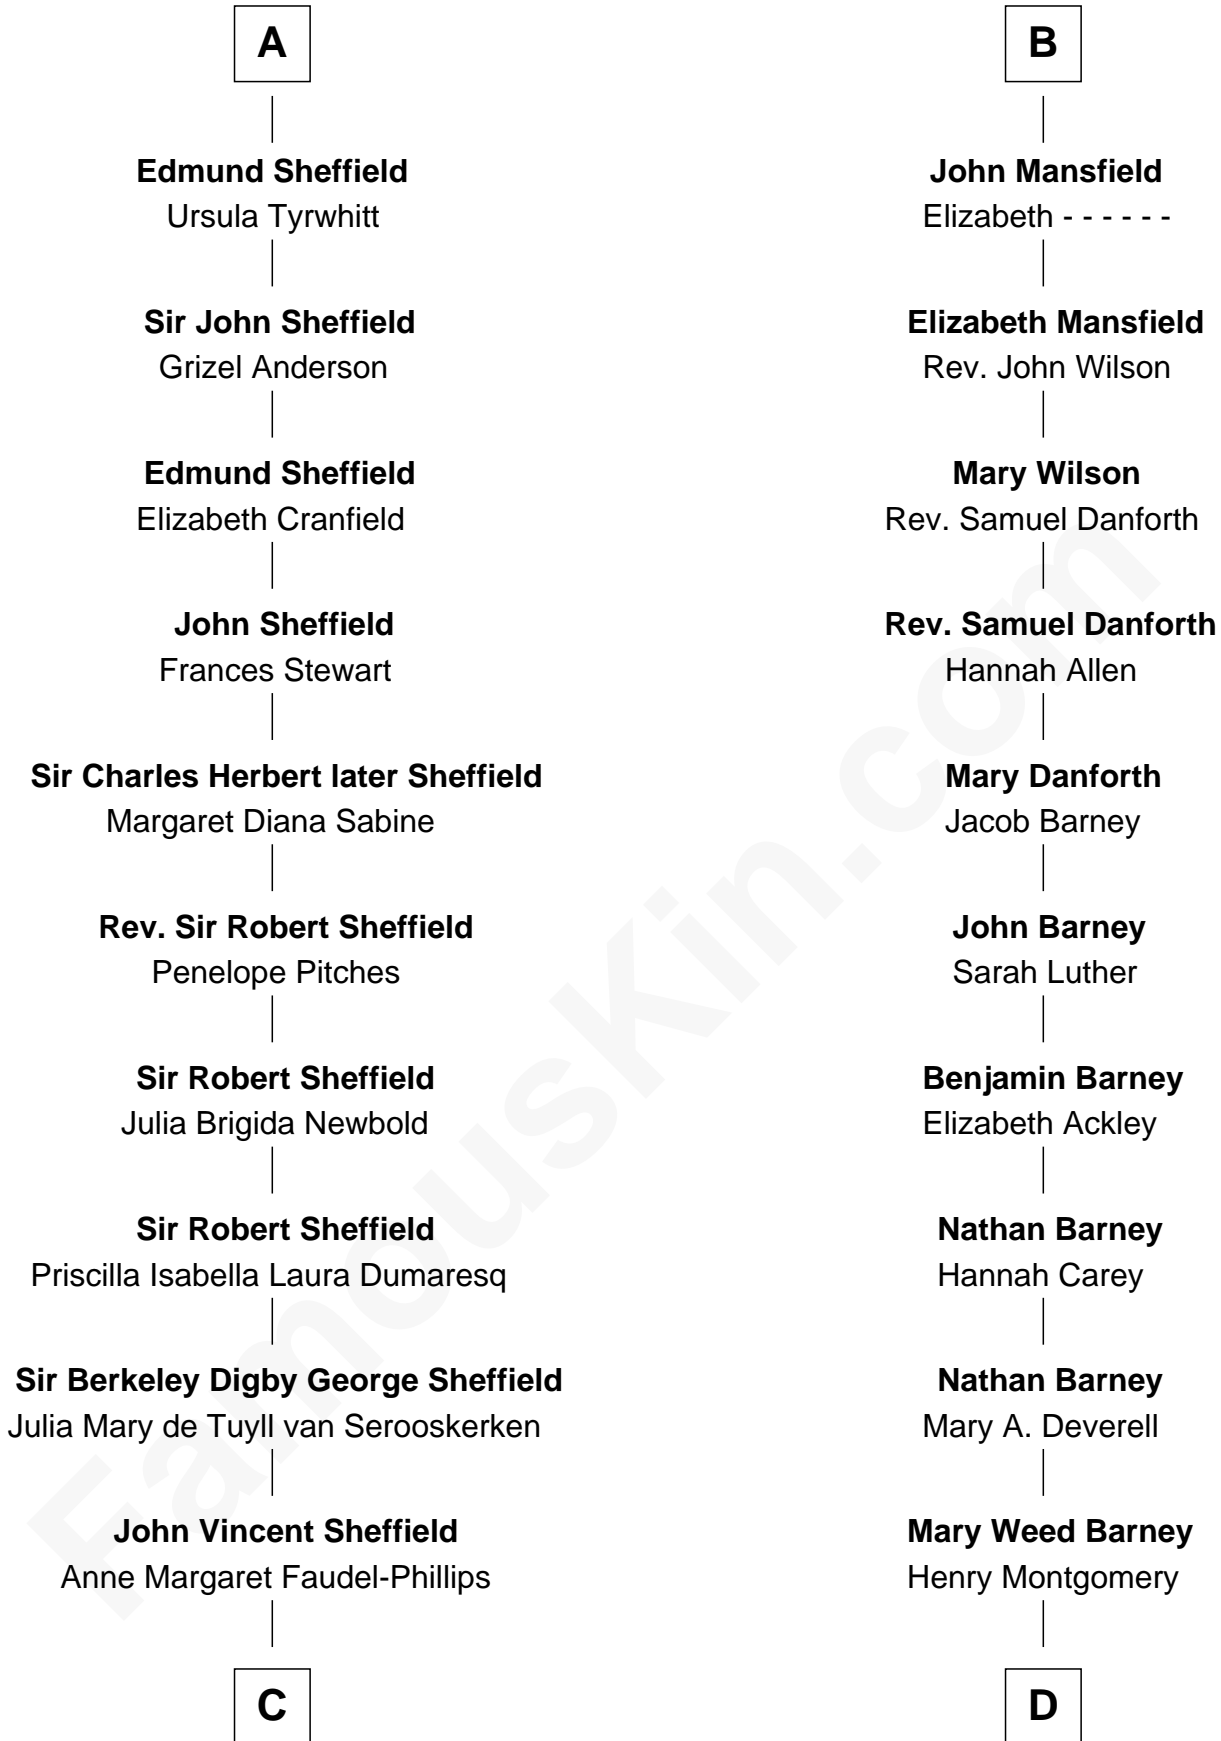 A
Edmund Sheffield
Ursula Tyrwhitt
Sir John Sheffield
Grizel Anderson
Edmund Sheffield
Elizabeth Cranfield
John Sheffield
Frances Stewart
Sir Charles Herbert later Sheffield
Margaret Diana Sabine
Rev. Sir Robert Sheffield
Penelope Pitches
Sir Robert Sheffield
Julia Brigida Newbold
Sir Robert Sheffield
Priscilla Isabella Laura Dumaresq
Sir Berkeley Digby George Sheffield
Julia Mary de Tuyll van Serooskerken
John Vincent Sheffield
Anne Margaret Faudel-Phillips
C
B
John Mansfield
Elizabeth - - - - - -
Elizabeth Mansfield
Rev. John Wilson
Mary Wilson
Rev. Samuel Danforth
Rev. Samuel Danforth
Hannah Allen
Mary Danforth
Jacob Barney
John Barney
Sarah Luther
Benjamin Barney
Elizabeth Ackley
Nathan Barney
Hannah Carey
Nathan Barney
Mary A. Deverell
Mary Weed Barney
Henry Montgomery
D
FamousKin.com